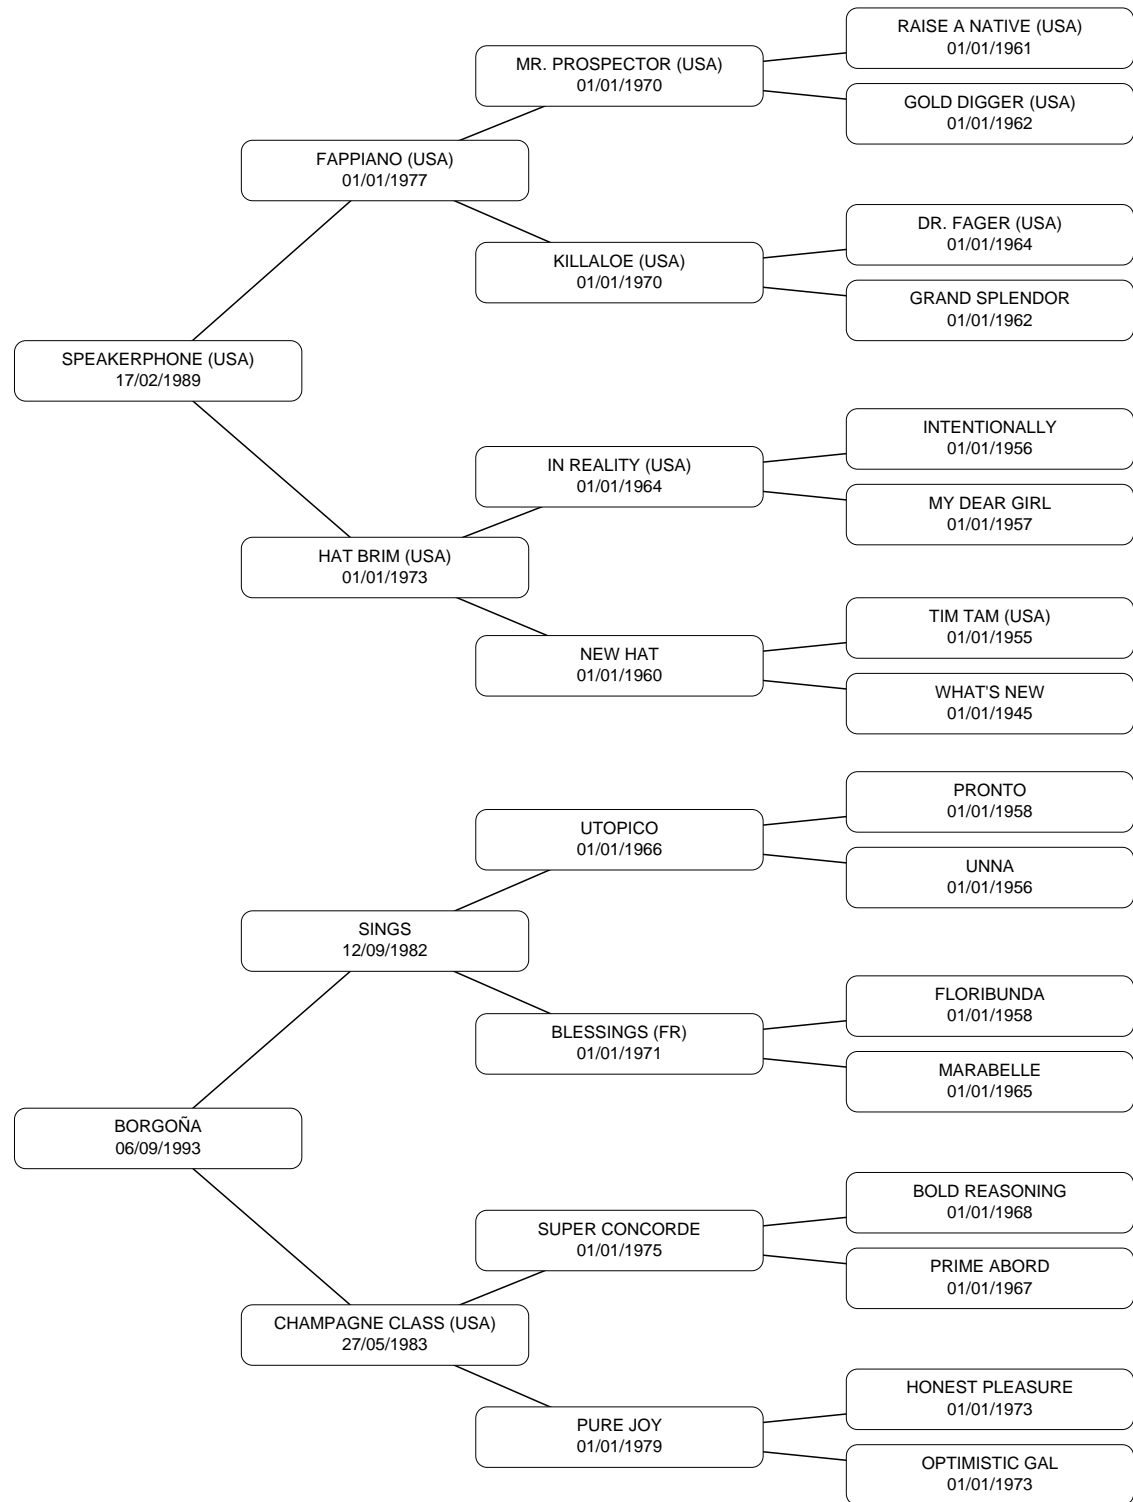 RAISE A NATIVE (USA)
01/01/1961
MR. PROSPECTOR (USA)
01/01/1970
GOLD DIGGER (USA)
01/01/1962
FAPPIANO (USA)
01/01/1977
DR. FAGER (USA)
01/01/1964
KILLALOE (USA)
01/01/1970
GRAND SPLENDOR
01/01/1962
SPEAKERPHONE (USA)
17/02/1989
INTENTIONALLY
01/01/1956
IN REALITY (USA)
01/01/1964
MY DEAR GIRL
01/01/1957
HAT BRIM (USA)
01/01/1973
TIM TAM (USA)
01/01/1955
NEW HAT
01/01/1960
WHAT'S NEW
01/01/1945
PRONTO
01/01/1958
UTOPICO
01/01/1966
UNNA
01/01/1956
SINGS
12/09/1982
FLORIBUNDA
01/01/1958
BLESSINGS (FR)
01/01/1971
MARABELLE
01/01/1965
BORGOÑA
06/09/1993
BOLD REASONING
01/01/1968
SUPER CONCORDE
01/01/1975
PRIME ABORD
01/01/1967
CHAMPAGNE CLASS (USA)
27/05/1983
HONEST PLEASURE
01/01/1973
PURE JOY
01/01/1979
OPTIMISTIC GAL
01/01/1973